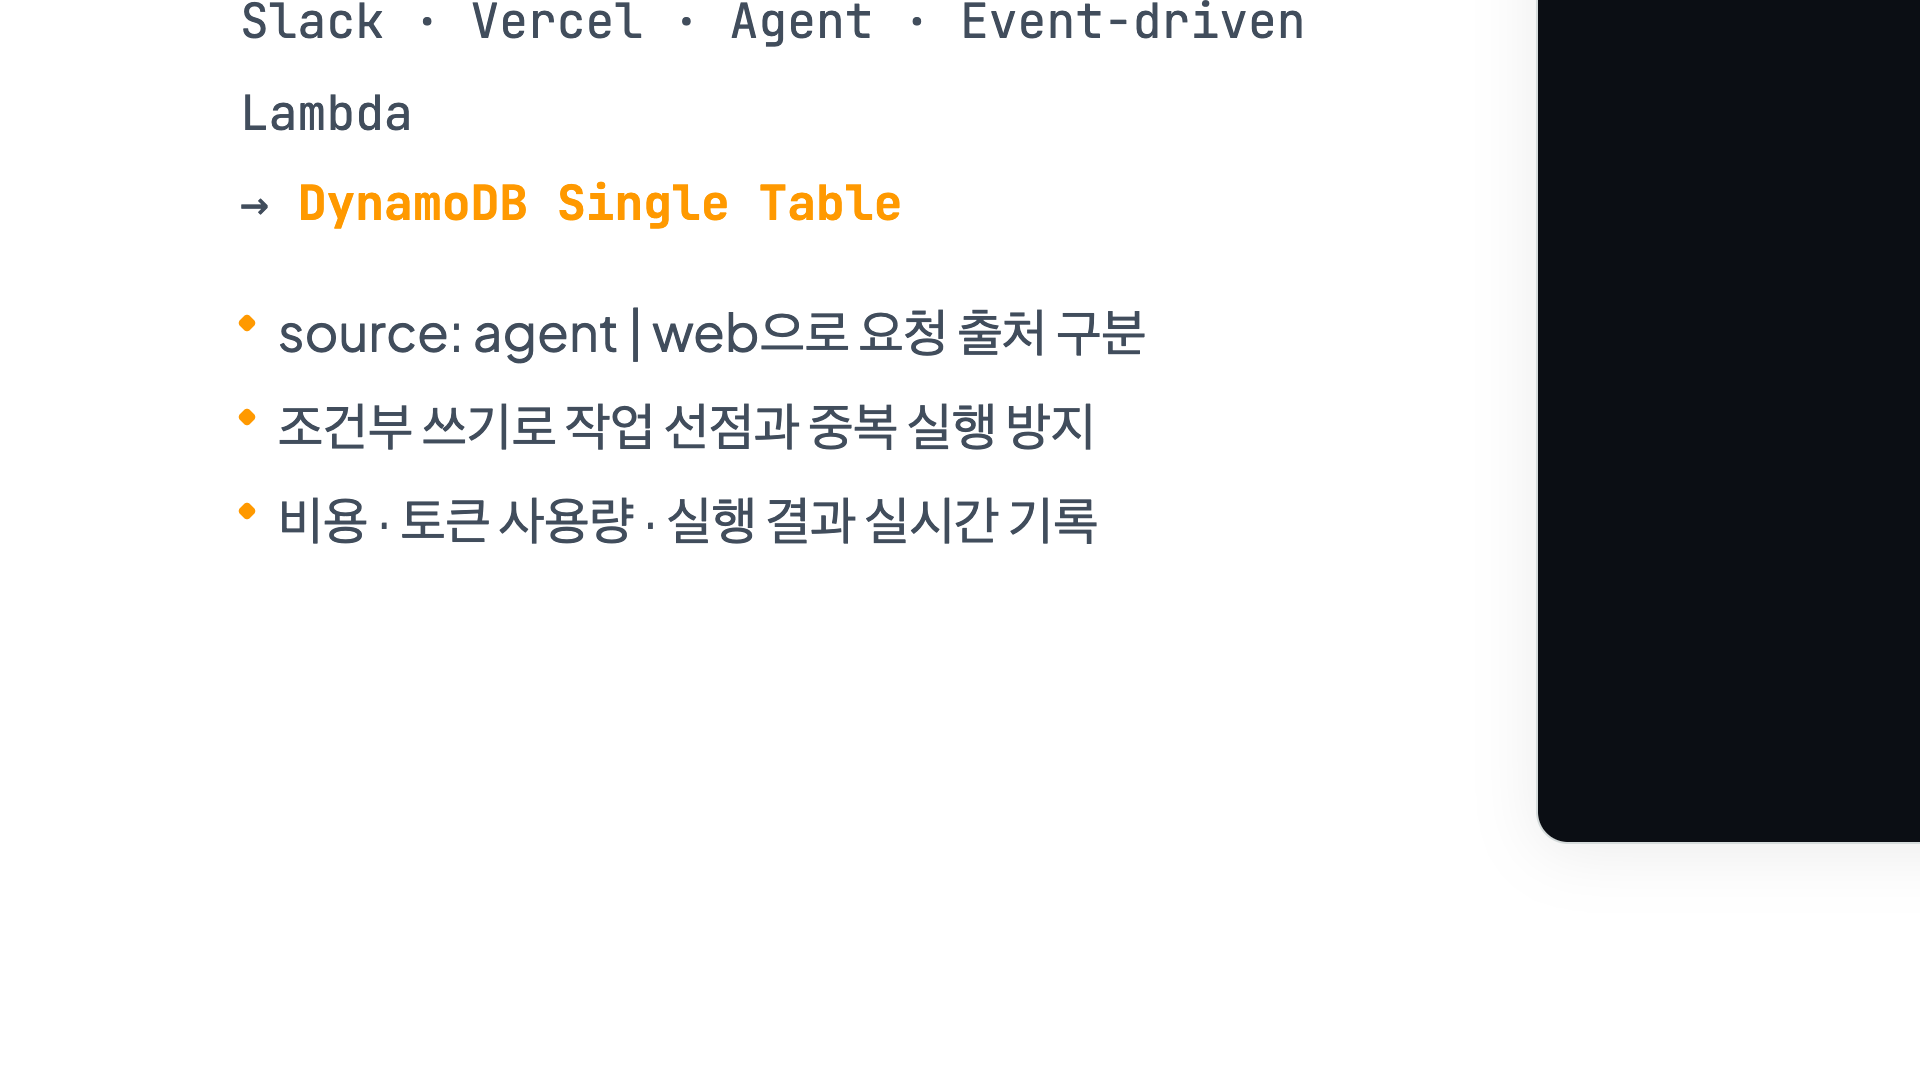 Slack · Vercel · Agent · Event-driven
Lambda
→ DynamoDB Single Table
source: agent | web으로 요청 출처 구분
조건부 쓰기로 작업 선점과 중복 실행 방지
비용 · 토큰 사용량 · 실행 결과 실시간 기록